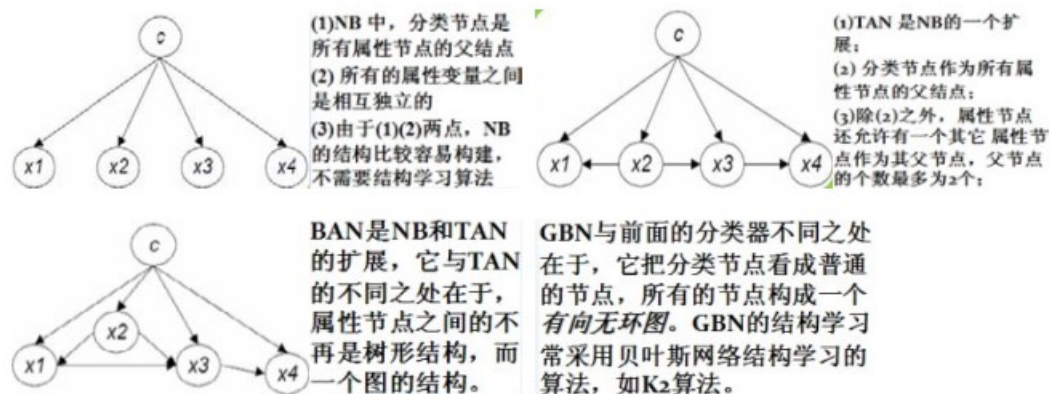 c
x1
x2
x3
x4
(1)NB 中，分类节点是
所有属性节点的父结点
(2) 所有的属性变量之间
是相互独立的
(3)由于(1)(2)两点，NB
的结构比较容易构建，
不需要结构学习算法
c
x1
x2
x3
x4
(1)TAN 是NB的一个扩
展；
(2) 分类节点作为所有属
性节点的父结点；
(3)除(2)之外，属性节点
还允许有一个其它 属性节
点作为其父节点，父节点
的个数最多为2个；
c
x2
x1
x3
x4
BAN是NB和TAN
的扩展，它与TAN
的不同之处在于，
属性节点之间的不
再是树形结构，而
一个图的结构。
GBN与前面的分类器不同之处
在于，它把分类节点看成普通
的节点，所有的节点构成一个
有向无环图。GBN的结构学习
常采用贝叶斯网络结构学习的
算法，如K2算法。